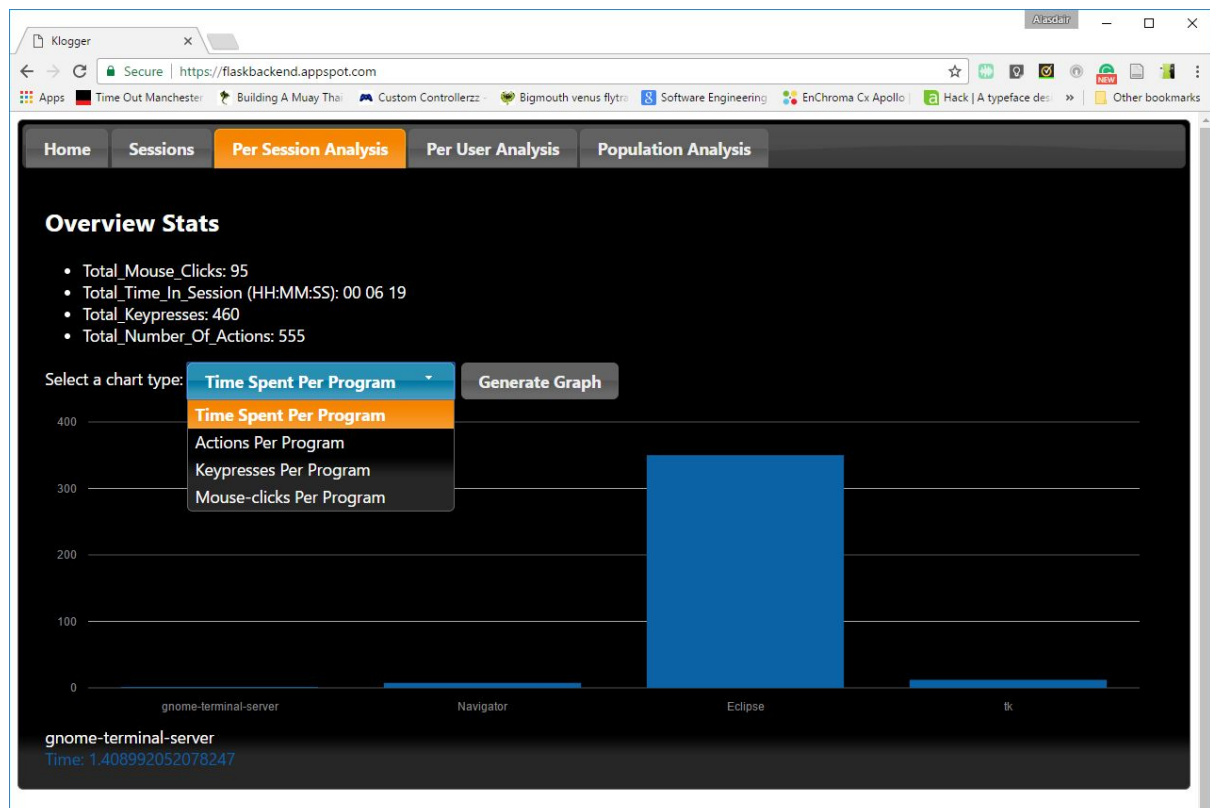 Alasdair
Klogger
Secure | https://flaskbackend.appspot.com
NEW
Apps Time Out Manchester Building A Muay Thai Custom Controllerzz - Bigmouth venus flytra Software Engineering EnChroma Cx Apollo | Hack | A typeface des » Other bookmarks
Home Sessions Per Session Analysis Per User Analysis Population Analysis
Overview Stats
• Total_Mouse_Clicks: 95
• Total_Time_In_Session (HH:MM:SS): 00 06 19
• Total_Keypresses: 460
• Total_Number_Of_Actions: 555
Select a chart type: Time Spent Per Program Generate Graph
Time Spent Per Program
Actions Per Program
Keypresses Per Program
Mouse-clicks Per Program
400
300
200
100
0
gnome-terminal-server Navigator Eclipse tk
gnome-terminal-server
Time: 1.408992052078247